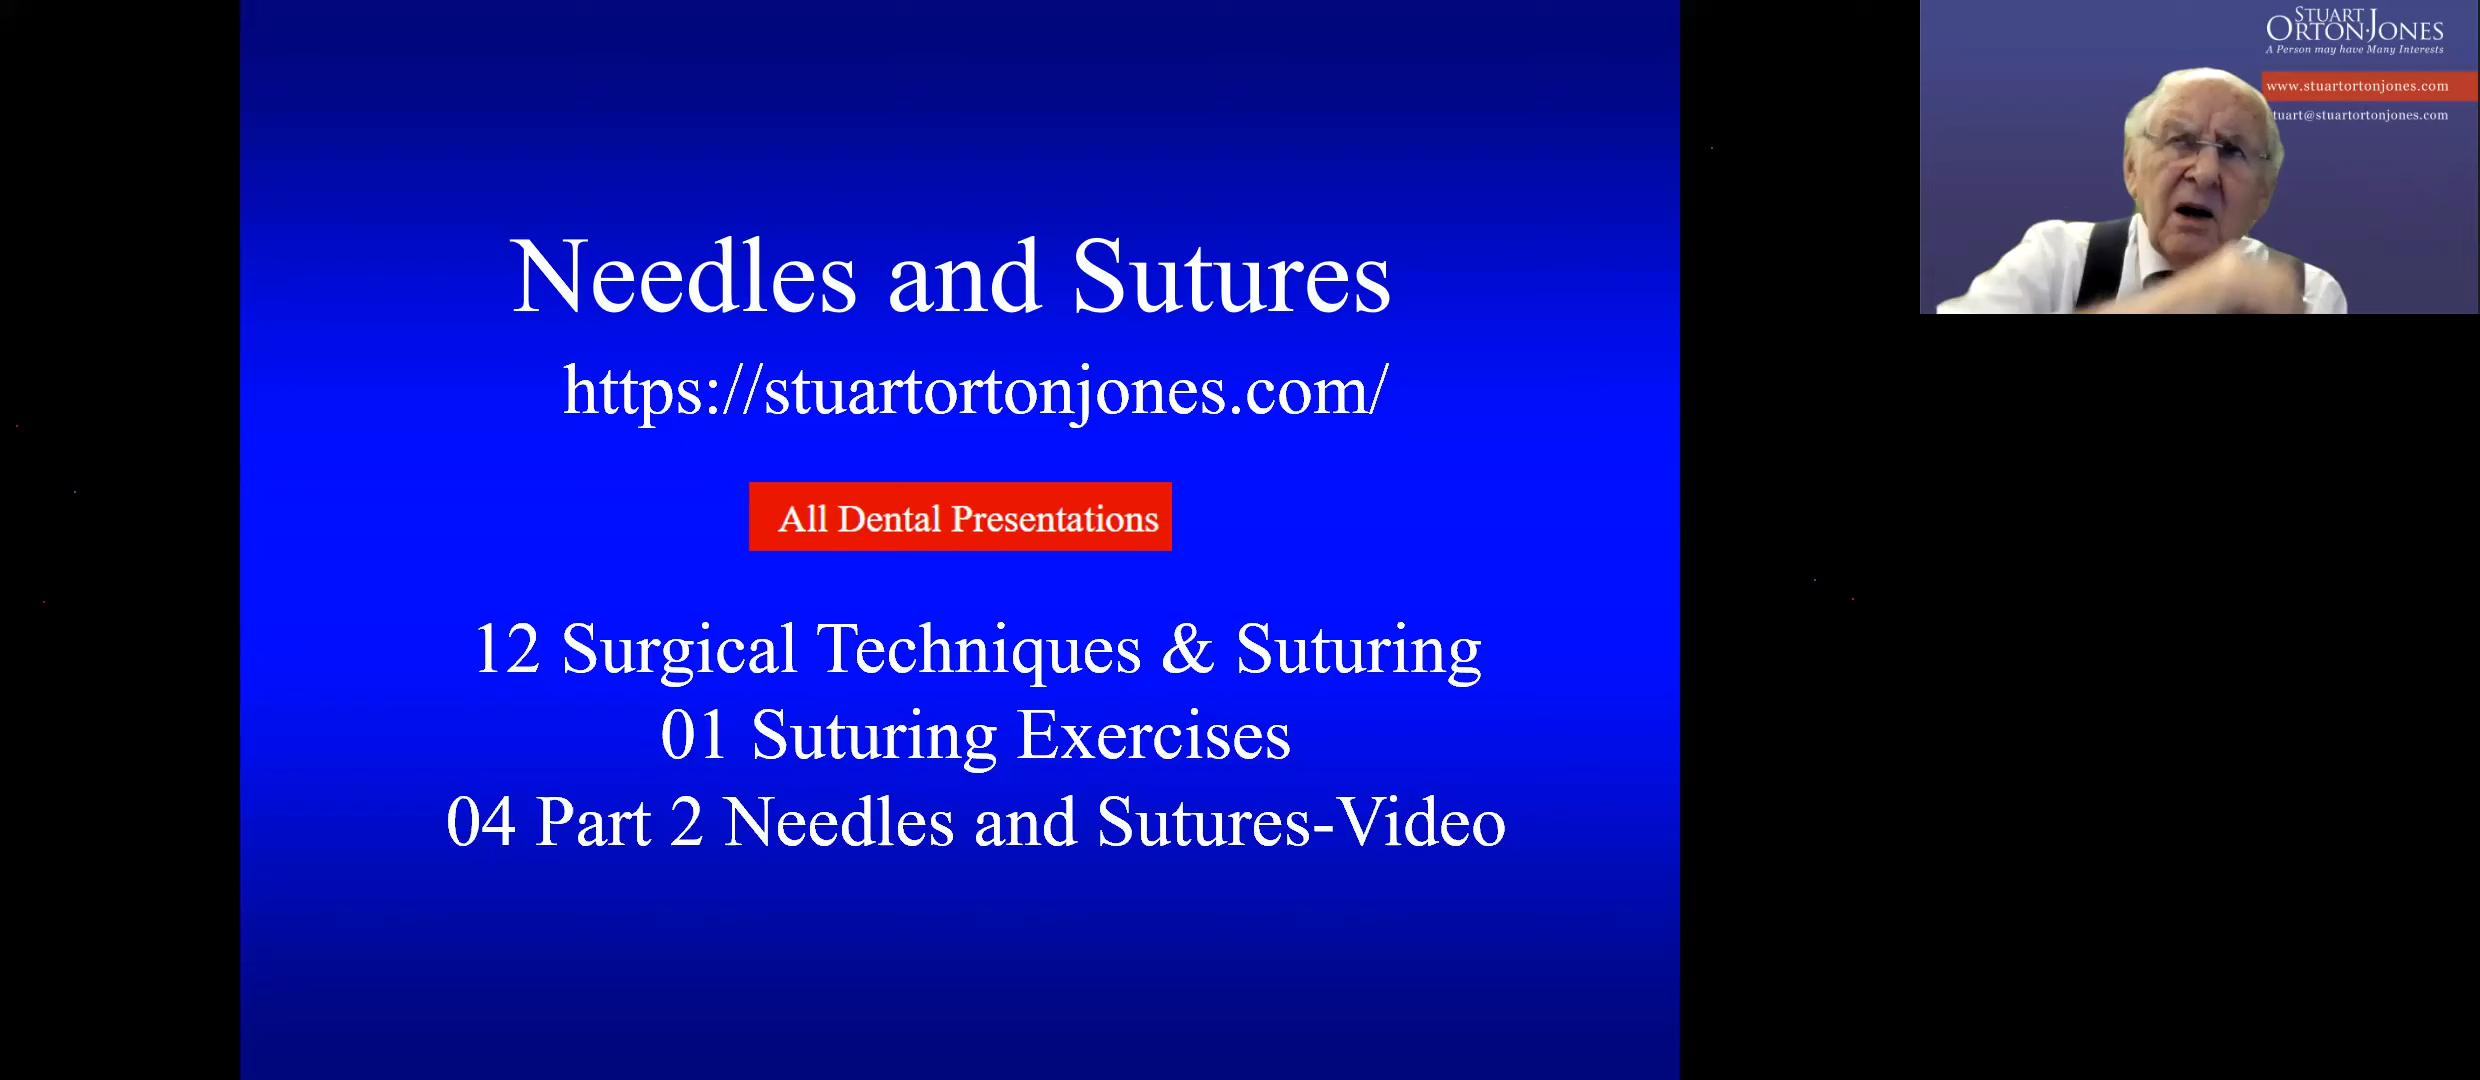 Needles and Sutures
https://stuartortonjones.com/
All Dental Presentations
12 Surgical Techniques & Suturing
01 Suturing Exercises
04 Part 2 Needles and Sutures-Video
STUART
ORTON-JONES
A Person may have Many Interests
www.stuartortonjones.com
tuart@stuartortonjones.com